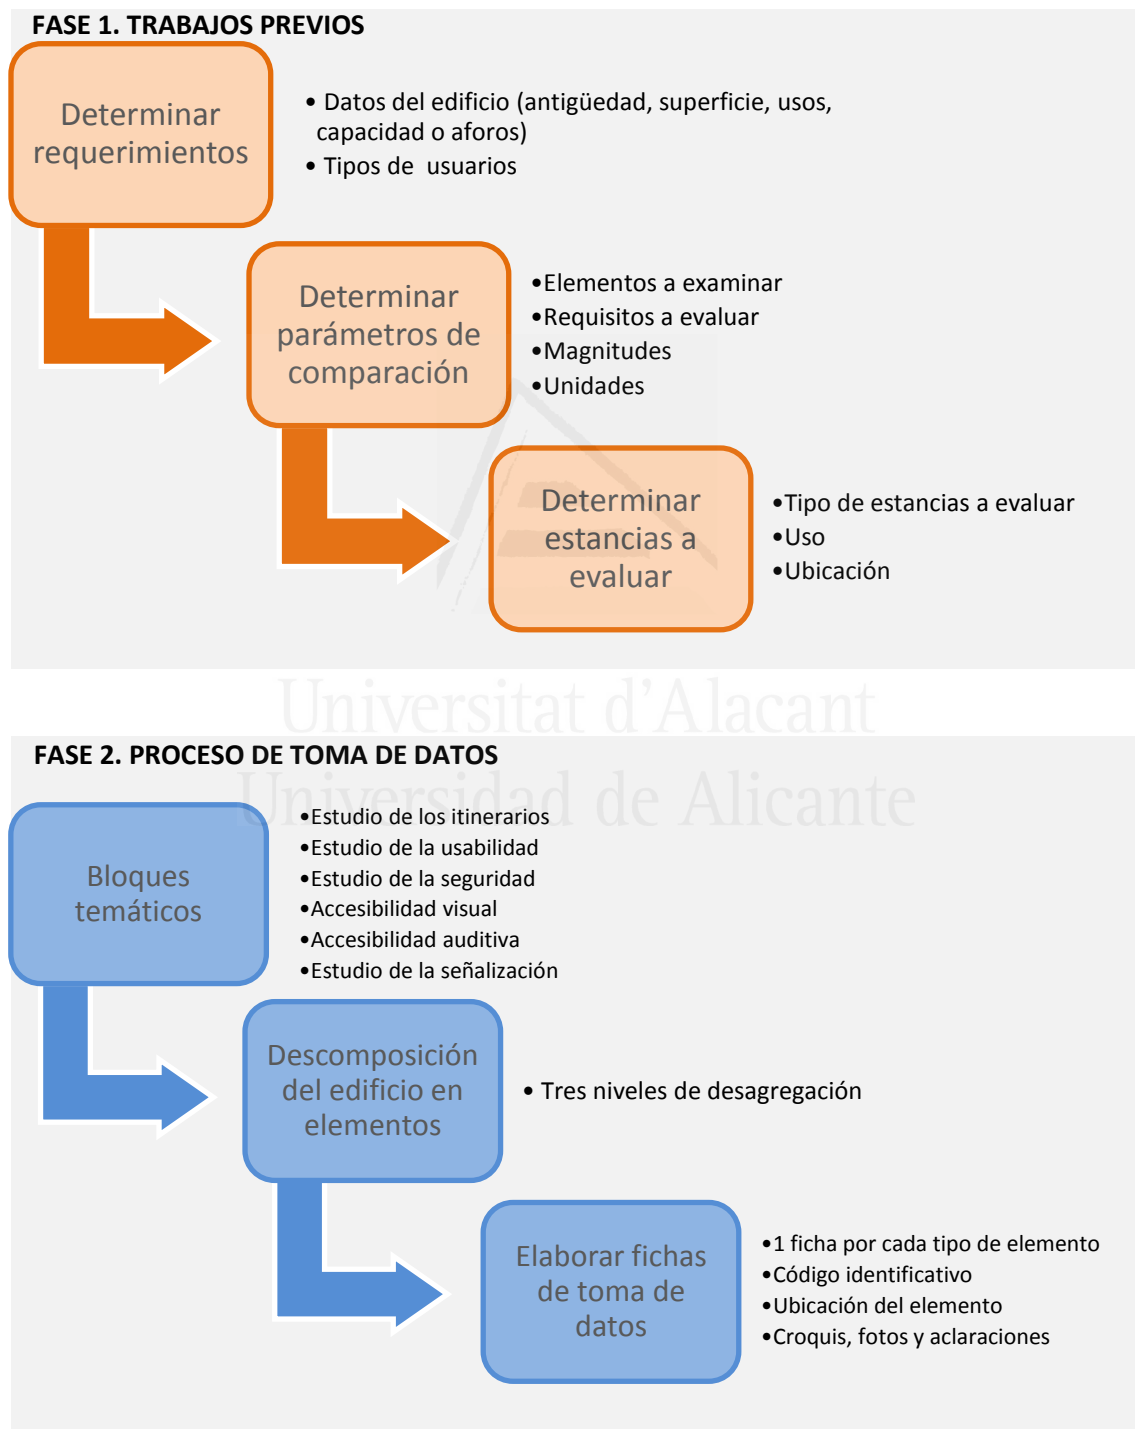 FASE 1. TRABAJOS PREVIOS
Determinar
requerimientos
• Datos del edificio (antigüedad, superficie, usos,
capacidad o aforos)
• Tipos de usuarios
Determinar
parámetros de
comparación
•Elementos a examinar
•Requisitos a evaluar
•Magnitudes
•Unidades
Determinar
estancias a
evaluar
•Tipo de estancias a evaluar
•Uso
•Ubicación
Universitat d'Alacant
Universidad de Alicante
FASE 2. PROCESO DE TOMA DE DATOS
Bloques
temáticos
•Estudio de los itinerarios
•Estudio de la usabilidad
•Estudio de la seguridad
•Accesibilidad visual
•Accesibilidad auditiva
•Estudio de la señalización
Descomposición
del edificio en
elementos
• Tres niveles de desagregación
Elaborar fichas
de toma de
datos
•1 ficha por cada tipo de elemento
•Código identificativo
•Ubicación del elemento
•Croquis, fotos y aclaraciones